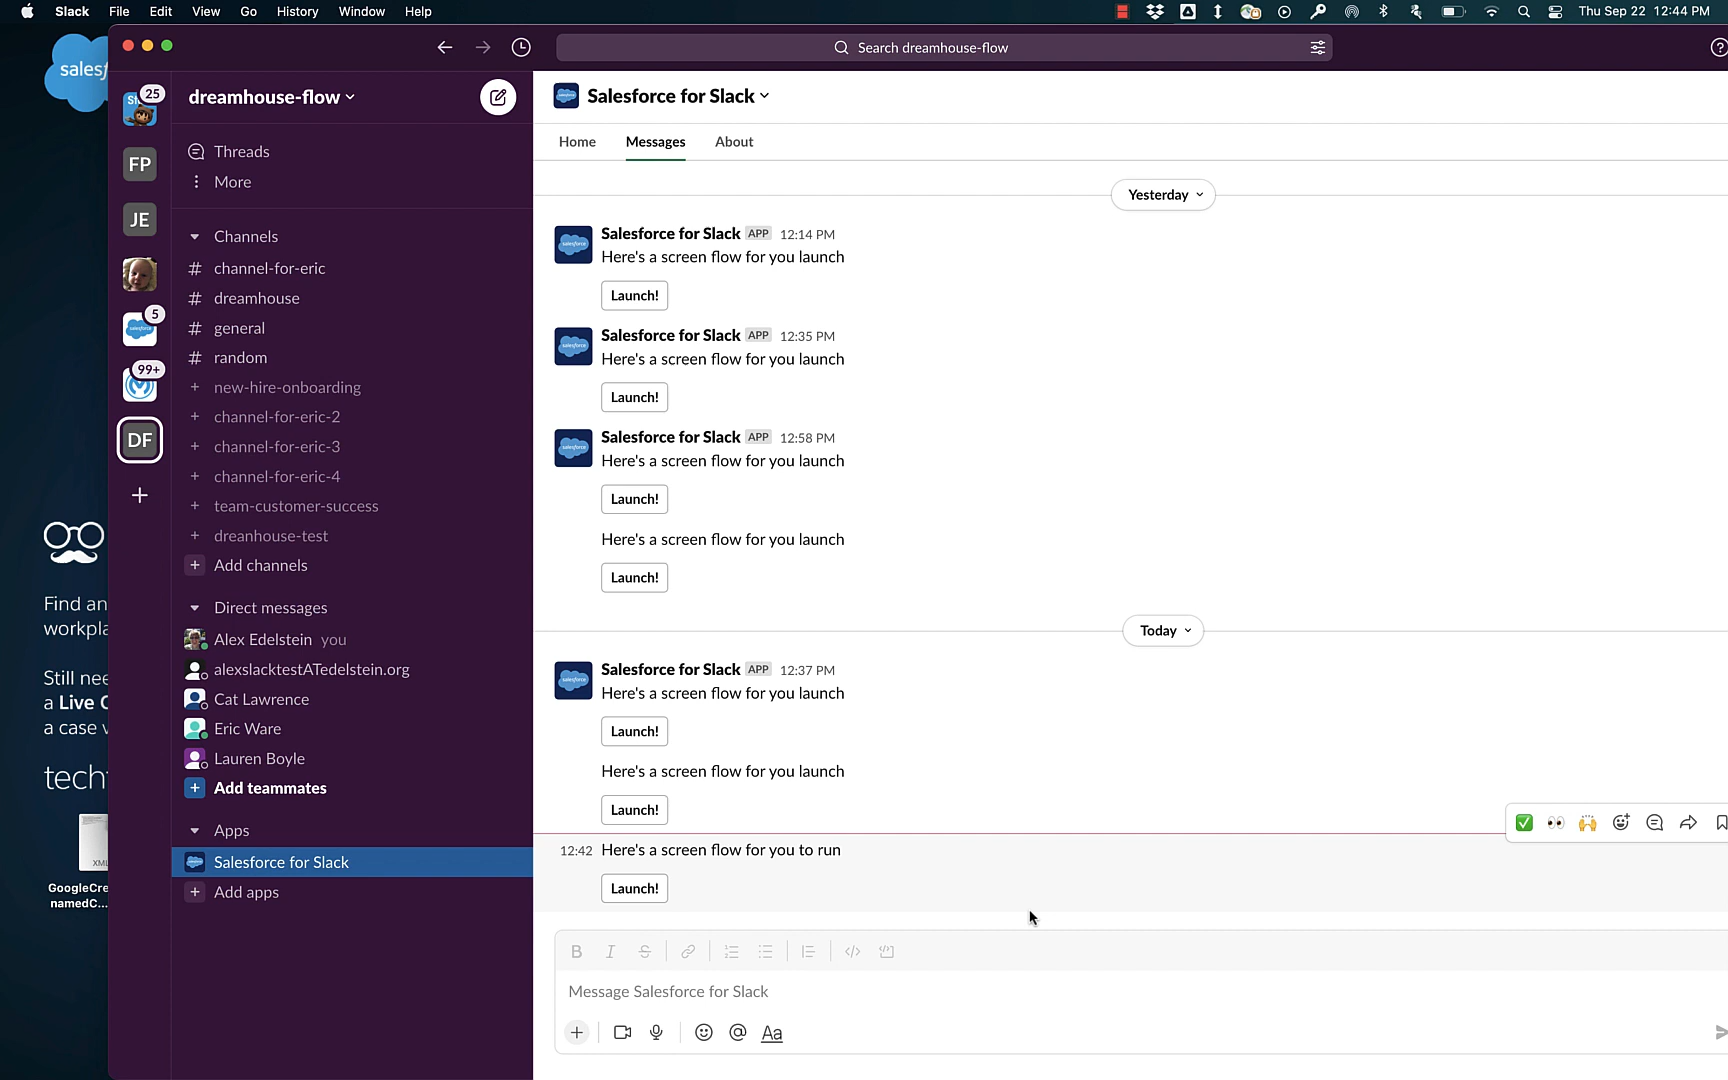 Slack File Edit View Go History Window Help
Thu Sep 22 12:44 PM
salesf
Search dreamhouse-flow
25
FP
JE
5
salesforce
99+
DF
dreamhouse-flow
Threads
More
Channels
# channel-for-eric
# dreamhouse
# general
# random
+ new-hire-onboarding
+ channel-for-eric-2
+ channel-for-eric-3
+ channel-for-eric-4
+ team-customer-success
+ dreanhouse-test
+ Add channels
Direct messages
Alex Edelstein you
alexslacktestATedelstein.org
Cat Lawrence
Eric Ware
Lauren Boyle
+ Add teammates
Apps
Salesforce for Slack
+ Add apps
Find an
workpla
Still nee
a Live C
a case v
tech
XML
GoogleCre
namedC...
Salesforce for Slack
Home Messages About
Yesterday
Salesforce for Slack APP 12:14 PM
salesforce
Here's a screen flow for you launch
Launch!
Salesforce for Slack APP 12:35 PM
salesforce
Here's a screen flow for you launch
Launch!
Salesforce for Slack APP 12:58 PM
salesforce
Here's a screen flow for you launch
Launch!
Here's a screen flow for you launch
Launch!
Today
Salesforce for Slack APP 12:37 PM
salesforce
Here's a screen flow for you launch
Launch!
Here's a screen flow for you launch
Launch!
12:42 Here's a screen flow for you to run
Launch!
B I S
Message Salesforce for Slack
+ @ Aa